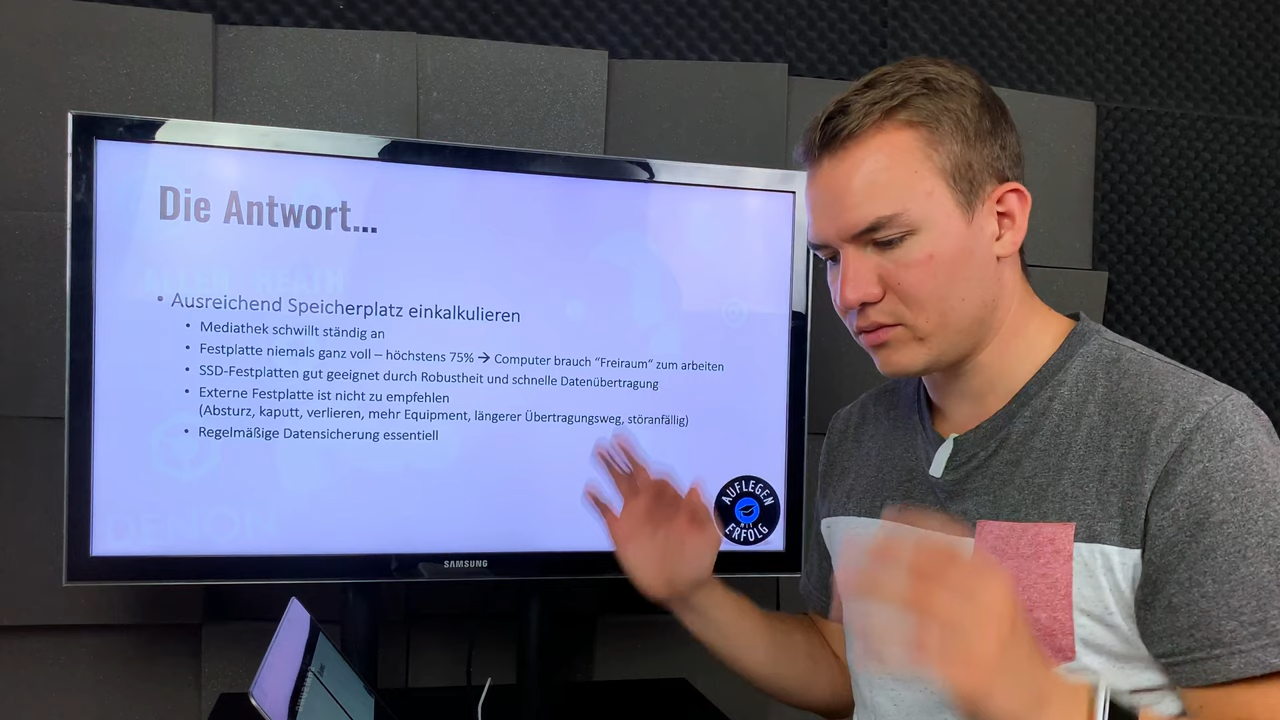 Die Antwort...
• Ausreichend Speicherplatz einkalkulieren
• Mediathek schwillt ständig an
• Festplatte niemals ganz voll – höchstens 75% → Computer brauch “Freiraum“ zum arbeiten
• SSD-Festplatten gut geeignet durch Robustheit und schnelle Datenübertragung
• Externe Festplatte ist nicht zu empfehlen
(Absturz, kaputt, verlieren, mehr Equipment, längerer Übertragungsweg, störanfällig)
• Regelmäßige Datensicherung essentiell
AUFLEGEN
MIT
ERFOLG
DENON
SAMSUNG